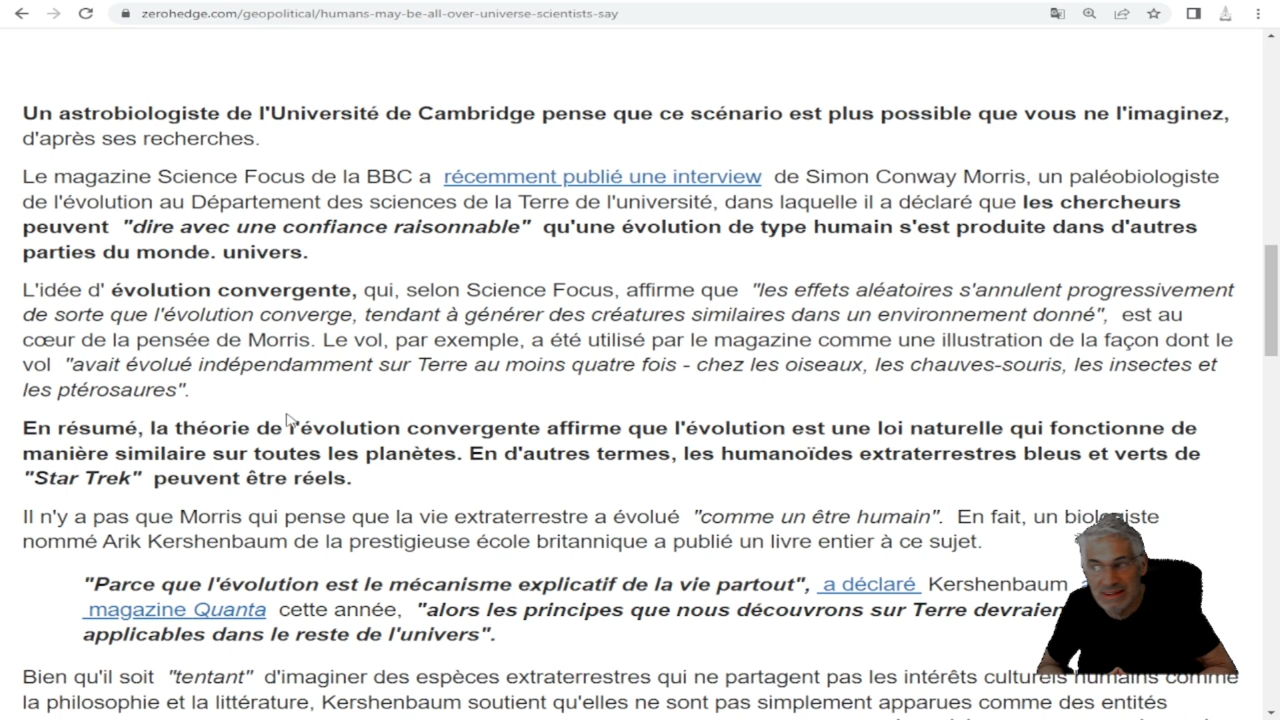 zerohedge.com/geopolitical/humans-may-be-all-over-universe-scientists-say
Un astrobiologiste de l'Université de Cambridge pense que ce scénario est plus possible que vous ne l'imaginez,
d'après ses recherches.
Le magazine Science Focus de la BBC a récemment publié une interview de Simon Conway Morris, un paléobiologiste
de l'évolution au Département des sciences de la Terre de l'université, dans laquelle il a déclaré que les chercheurs
peuvent "dire avec une confiance raisonnable" qu'une évolution de type humain s'est produite dans d'autres
parties du monde. univers.
L'idée d' évolution convergente, qui, selon Science Focus, affirme que "les effets aléatoires s'annulent progressivement
de sorte que l'évolution converge, tendant à générer des créatures similaires dans un environnement donné", est au
cœur de la pensée de Morris. Le vol, par exemple, a été utilisé par le magazine comme une illustration de la façon dont le
vol "avait évolué indépendamment sur Terre au moins quatre fois - chez les oiseaux, les chauves-souris, les insectes et
les ptérosaures".
En résumé, la théorie de l'évolution convergente affirme que l'évolution est une loi naturelle qui fonctionne de
manière similaire sur toutes les planètes. En d'autres termes, les humanoïdes extraterrestres bleus et verts de
"Star Trek" peuvent être réels.
Il n'y a pas que Morris qui pense que la vie extraterrestre a évolué "comme un être humain". En fait, un biologiste
nommé Arik Kershenbaum de la prestigieuse école britannique a publié un livre entier à ce sujet.
"Parce que l'évolution est le mécanisme explicatif de la vie partout", a déclaré Kershenbaum
magazine Quanta cette année, "alors les principes que nous découvrons sur Terre
applicables dans le reste de l'univers".
Bien qu'il soit "tentant" d'imaginer des espèces extraterrestres qui ne partagent pas les intérêts culturels humains comme
la philosophie et la littérature, Kershenbaum soutient qu'elles ne sont pas simplement apparues comme des entités